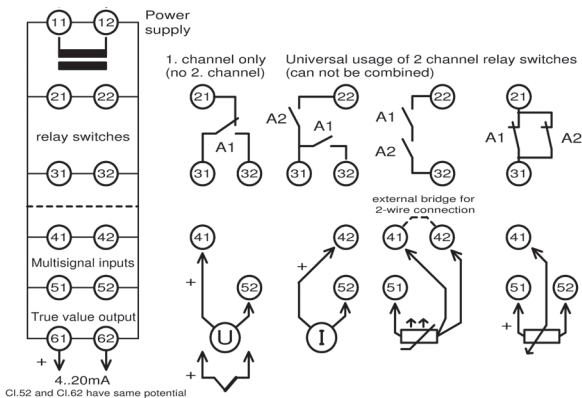 11 12 Power
supply
1. channel only
(no 2. channel)
Universal usage of 2 channel relay switches
(can not be combined)
21 22
relay switches
31 32
21
A1
31 32
22
A2 A1
31 32
22
A1
A2
32
21
A1 A2
31
external bridge for
2-wire connection
41 42
Multisignal inputs
51 52
True value output
61 62
+
4..20mA
Cl.52 and Cl.62 have same potential
41
+
52
U
+
42
+
52
I
41 42
51
41
51 52
+